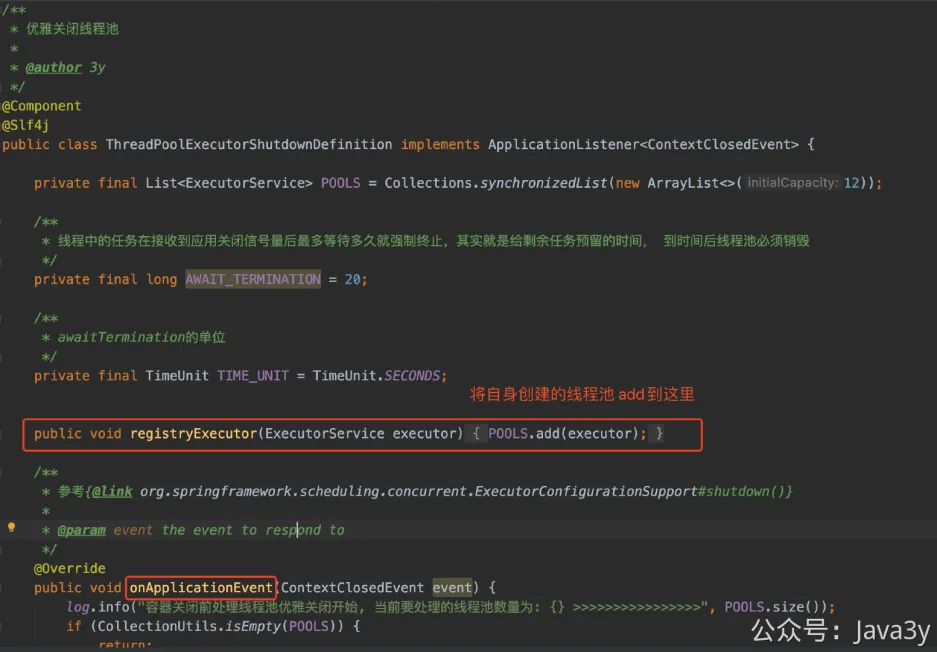 /**
 * 优雅关闭线程池
 *
 * @author 3y
 */
@Component
@Slf4j
public class ThreadPoolExecutorShutdownDefinition implements ApplicationListener<ContextClosedEvent> {
private final List<ExecutorService> POOLS = Collections.synchronizedList(new ArrayList<>( initialCapacity: 12));
/**
 * 线程中的任务在接收到应用关闭信号量后最多等待多久就强制终止，其实就是给剩余任务预留的时间， 到时间后线程池必须销毁
 */
private final long AWAIT_TERMINATION = 20;
/**
 * awaitTermination的单位
 */
private final TimeUnit TIME_UNIT = TimeUnit.SECONDS;
将自身创建的线程池 add到这里
public void registryExecutor(ExecutorService executor) { POOLS.add(executor); }
/**
 * 参考{@link org.springframework.scheduling.concurrent.ExecutorConfigurationSupport#shutdown()}
 *
 * @param event the event to respond to
 */
@Override
public void onApplicationEvent(ContextClosedEvent event) {
log.info("容器关闭前处理线程池优雅关闭开始, 当前要处理的线程池数量为: {} >>>>>>>>>>>>>>>>", POOLS.size());
if (CollectionUtils.isEmpty(POOLS)) {
return;
公众号：Java3y